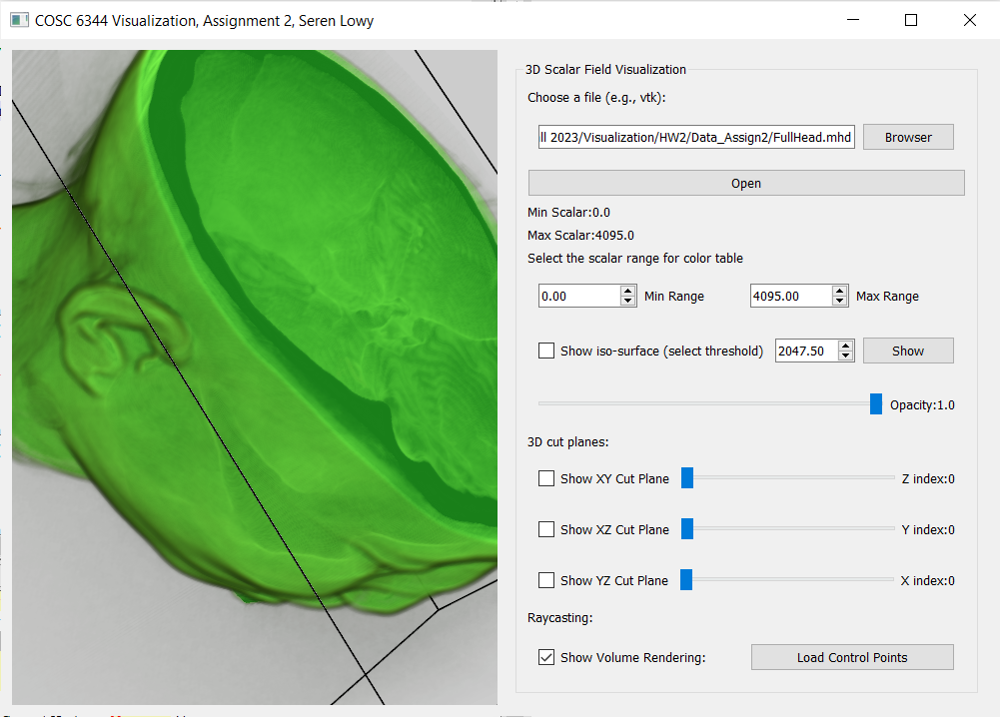 COSC 6344 Visualization, Assignment 2, Seren Lowy
3D Scalar Field Visualization
Choose a file (e.g., vtk):
ll 2023/Visualization/HW2/Data_Assign2/FullHead.mhd Browser
Open
Min Scalar:0.0
Max Scalar:4095.0
Select the scalar range for color table
0.00 Min Range 4095.00 Max Range
Show iso-surface (select threshold) 2047.50 Show
Opacity:1.0
3D cut planes:
Show XY Cut Plane Z index:0
Show XZ Cut Plane Y index:0
Show YZ Cut Plane X index:0
Raycasting:
Show Volume Rendering: Load Control Points